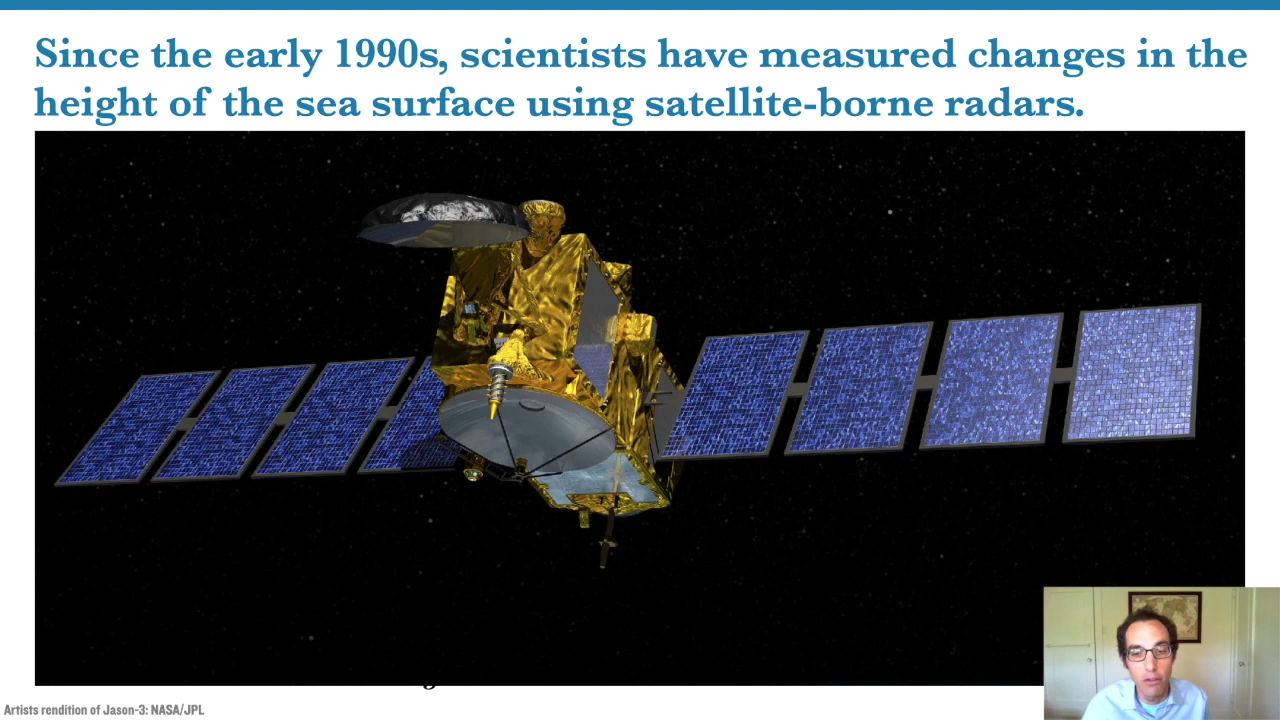 Since the early 1990s, scientists have measured changes in the
height of the sea surface using satellite-borne radars.
Artists rendition of Jason-3: NASA/JPL